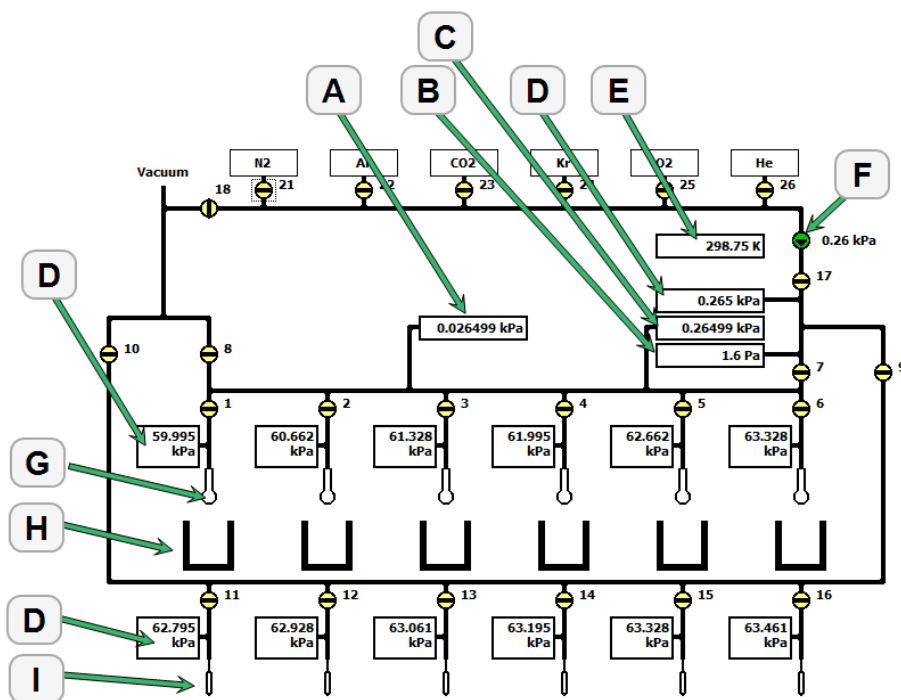 C
A
B
D
E
N2
CO2
Kr
He
Vacuum
18
21
22
23
25
26
F
D
298.75 K
0.26 kPa
17
0.265 kPa
0.026499 kPa
0.26499 kPa
1.6 Pa
10
8
7
9
1
2
3
4
5
6
59.995
kPa
60.662
kPa
61.328
kPa
61.995
kPa
62.662
kPa
63.328
kPa
G
H
11
12
13
14
15
16
D
62.795
kPa
62.928
kPa
63.061
kPa
63.195
kPa
63.328
kPa
63.461
kPa
I